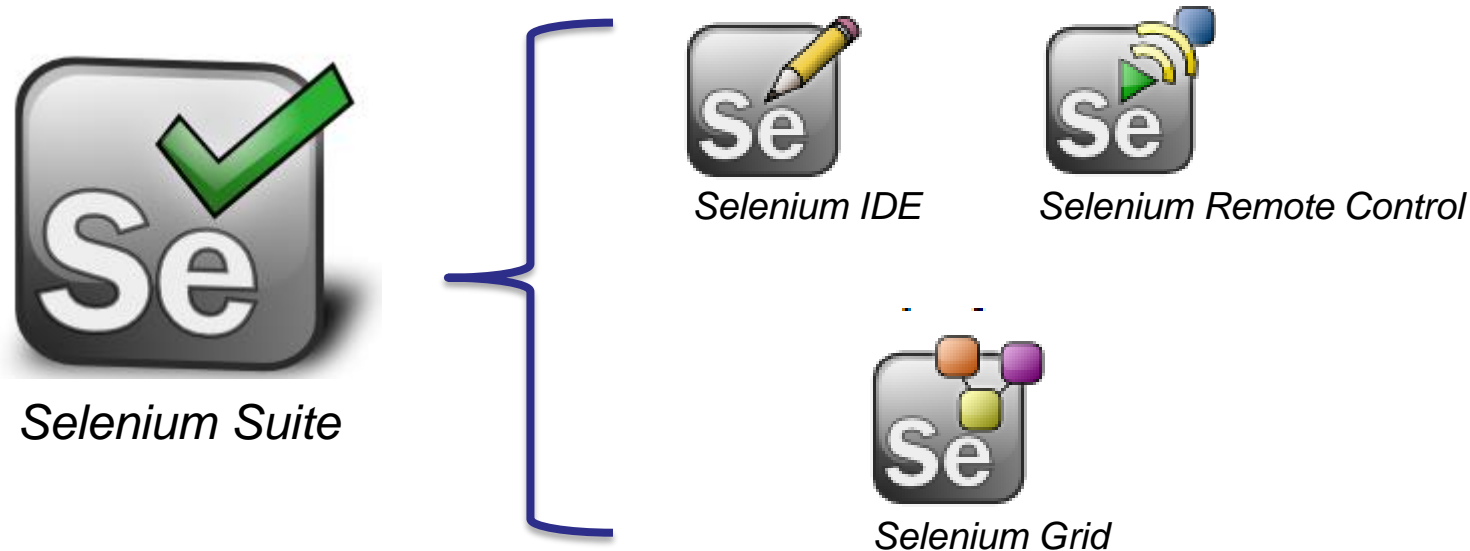 Se
Selenium Suite
Se
Selenium IDE
Se
Selenium Remote Control
Se
Selenium Grid